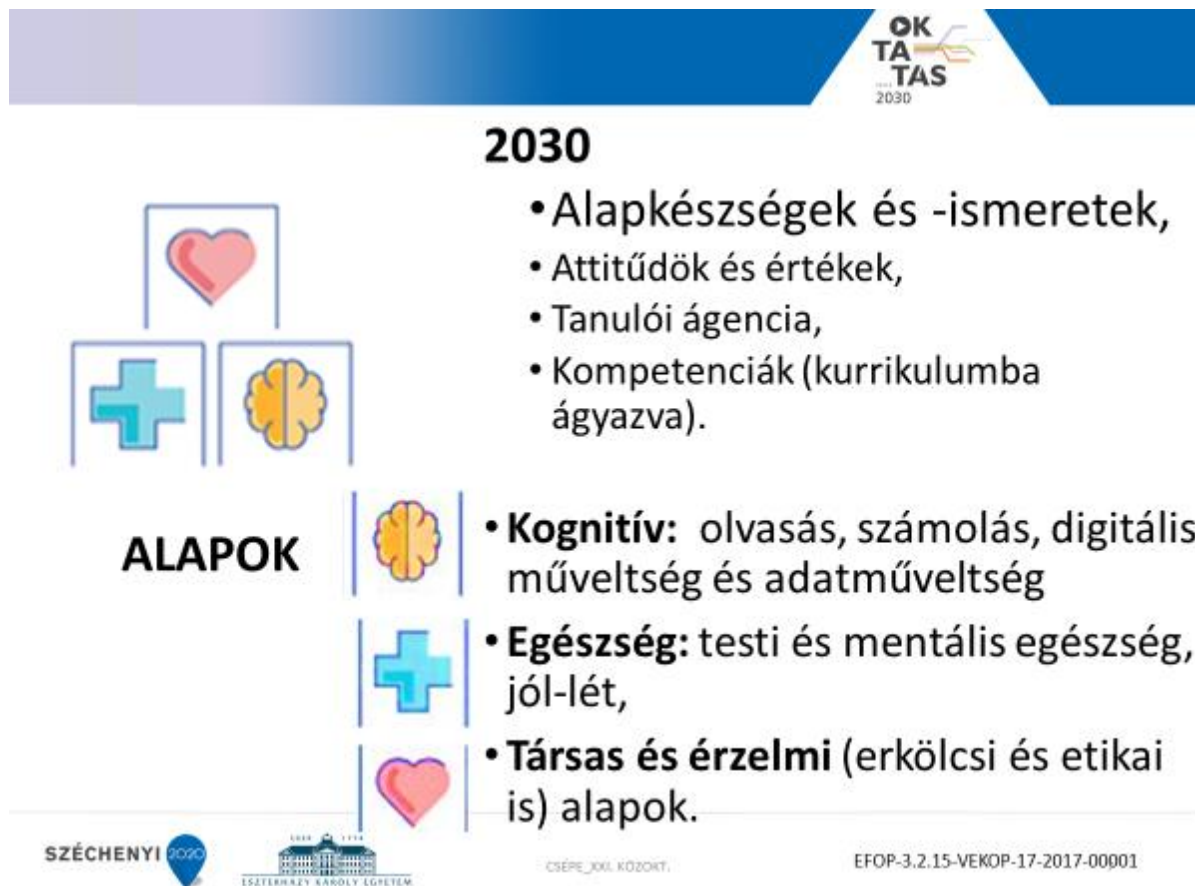 OK
TA
TAS
2030
2030
•Alapkészségek és -ismeretek,
• Attitűdök és értékek,
• Tanulói ágencia,
• Kompetenciák (kurrikulumba
ágyazva).
ALAPOK
• Kognitív: olvasás, számolás, digitális
műveltség és adatműveltség
• Egészség: testi és mentális egészség,
jól-lét,
• Társas és érzelmi (erkölcsi és etikai
is) alapok.
SZÉCHENYI 2020
ESZTERHÁZY KÁROLY EGYETEM
CSÉPE_XXI. KÖZOKT.
EFOP-3.2.15-VEKOP-17-2017-00001